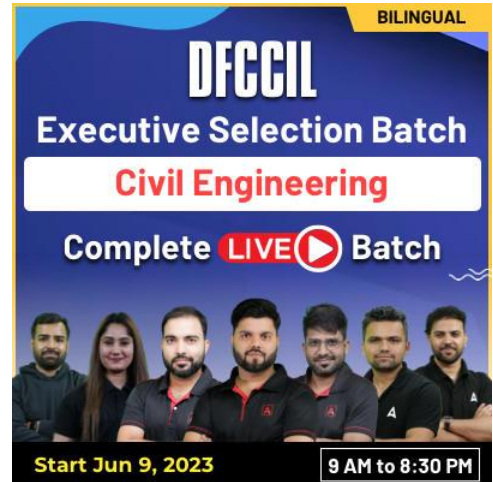 BILINGUAL
DFCCIL
Executive Selection Batch
Civil Engineering
Complete LIVE Batch
A A A
Start Jun 9, 2023
9 AM to 8:30 PM